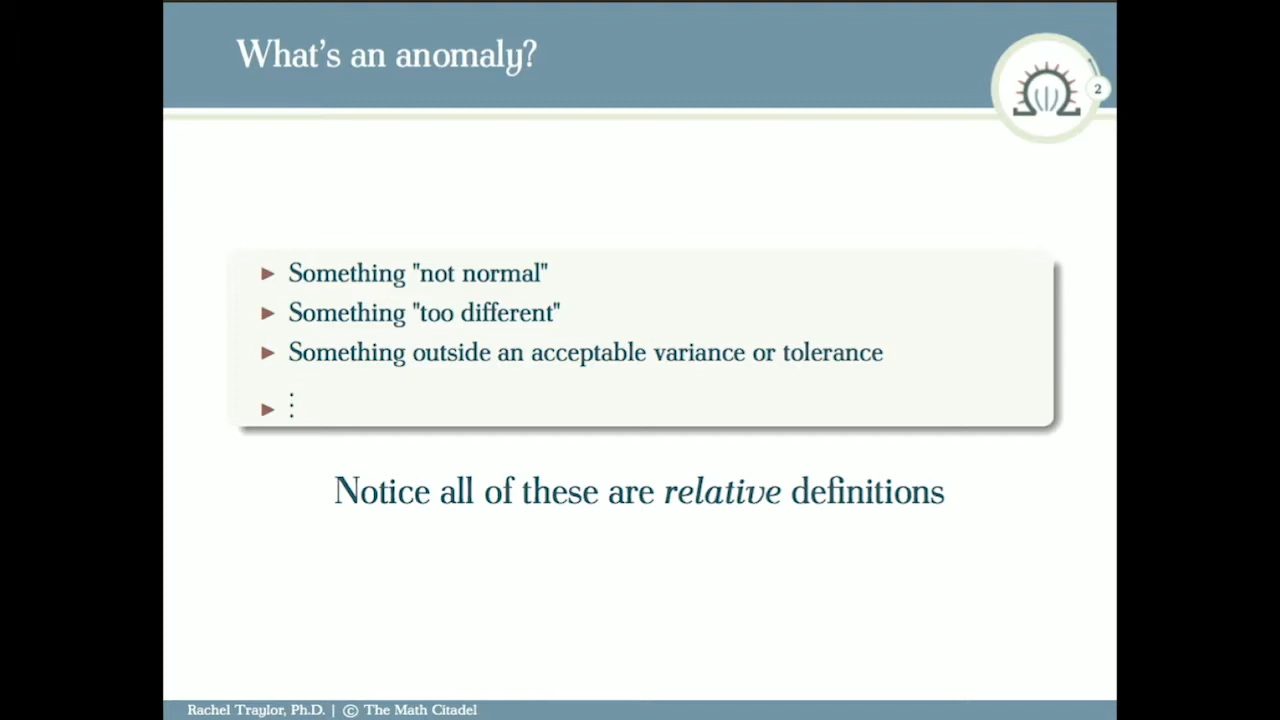 What's an anomaly?
2
Something "not normal"
Something "too different"
Something outside an acceptable variance or tolerance
⋮
Notice all of these are relative definitions
Rachel Traylor, Ph.D. | © The Math Citadel